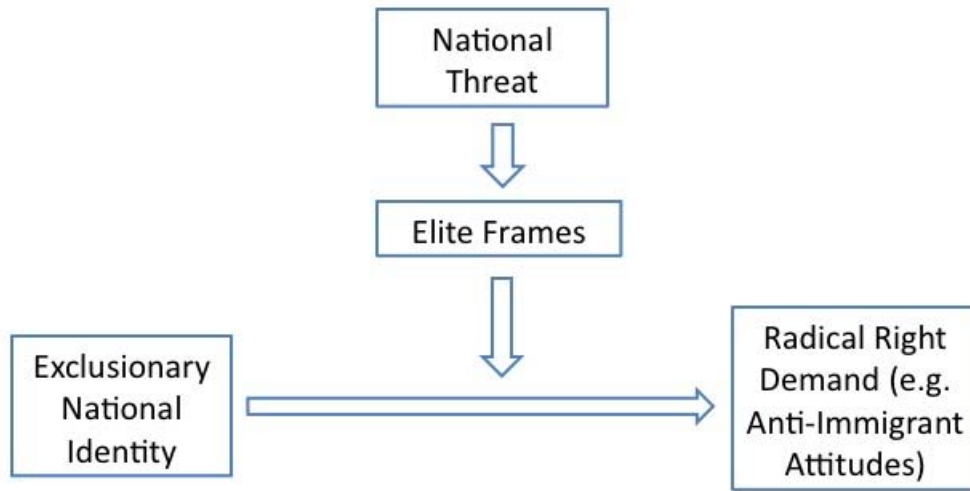 National
Threat
Elite Frames
Exclusionary
National
Identity
Radical Right
Demand (e.g.
Anti-Immigrant
Attitudes)